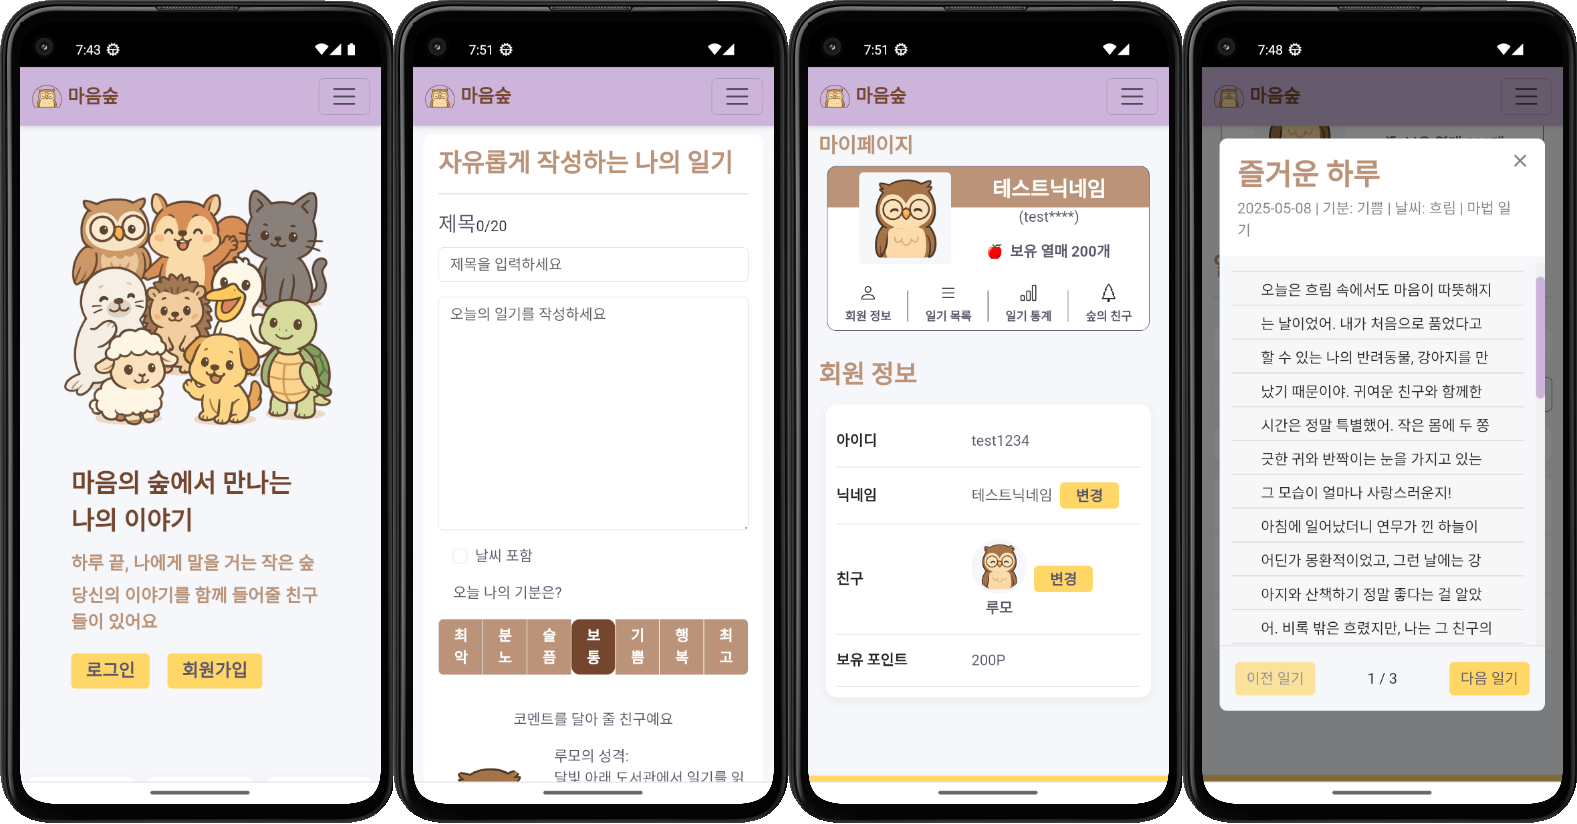 7:43
마음숲
마음의 숲에서 만나는
나의 이야기
하루 끝, 나에게 말을 거는 작은 숲
당신의 이야기를 함께 들어줄 친구
들이 있어요
로그인 회원가입
7:51
마음숲
자유롭게 작성하는 나의 일기
제목0/20
제목을 입력하세요
오늘의 일기를 작성하세요
날씨 포함
오늘 나의 기분은?
최악 분노 슬픔 보통 기쁨 행복 최고
코멘트를 달아 줄 친구예요
루모의 성격:
달빛 아래 도서관에서 일기를 읽
7:51
마음숲
마이페이지
테스트닉네임
(test****)
보유 열매 200개
회원 정보 일기 목록 일기 통계 숲의 친구
회원 정보
아이디 test1234
닉네임 테스트닉네임 변경
친구 변경
루모
보유 포인트 200P
7:48
마음숲
즐거운 하루
2025-05-08 | 기분: 기쁨 | 날씨: 흐림 | 마법 일
기
오늘은 흐림 속에서도 마음이 따뜻해지
는 날이었어. 내가 처음으로 품었다고
할 수 있는 나의 반려동물, 강아지를 만
났기 때문이야. 귀여운 친구와 함께한
시간은 정말 특별했어. 작은 몸에 두 쫑
긋한 귀와 반짝이는 눈을 가지고 있는
그 모습이 얼마나 사랑스러운지!
아침에 일어났더니 연무가 낀 하늘이
어딘가 몽환적이었고, 그런 날에는 강
아지와 산책하기 정말 좋다는 걸 알았
어. 비록 밖은 흐렸지만, 나는 그 친구의
이전 일기 1 / 3 다음 일기